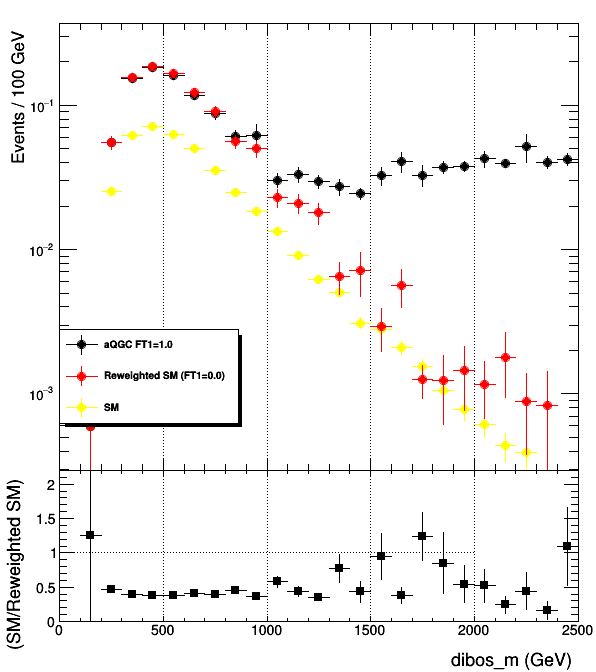 Events / 100 GeV
10⁻¹
10⁻²
10⁻³
aQGC FT1=1.0
Reweighted SM (FT1=0.0)
SM
(SM/Reweighted SM)
2
1.5
1
0.5
0
0 500 1000 1500 2000 2500
dibos_m (GeV)